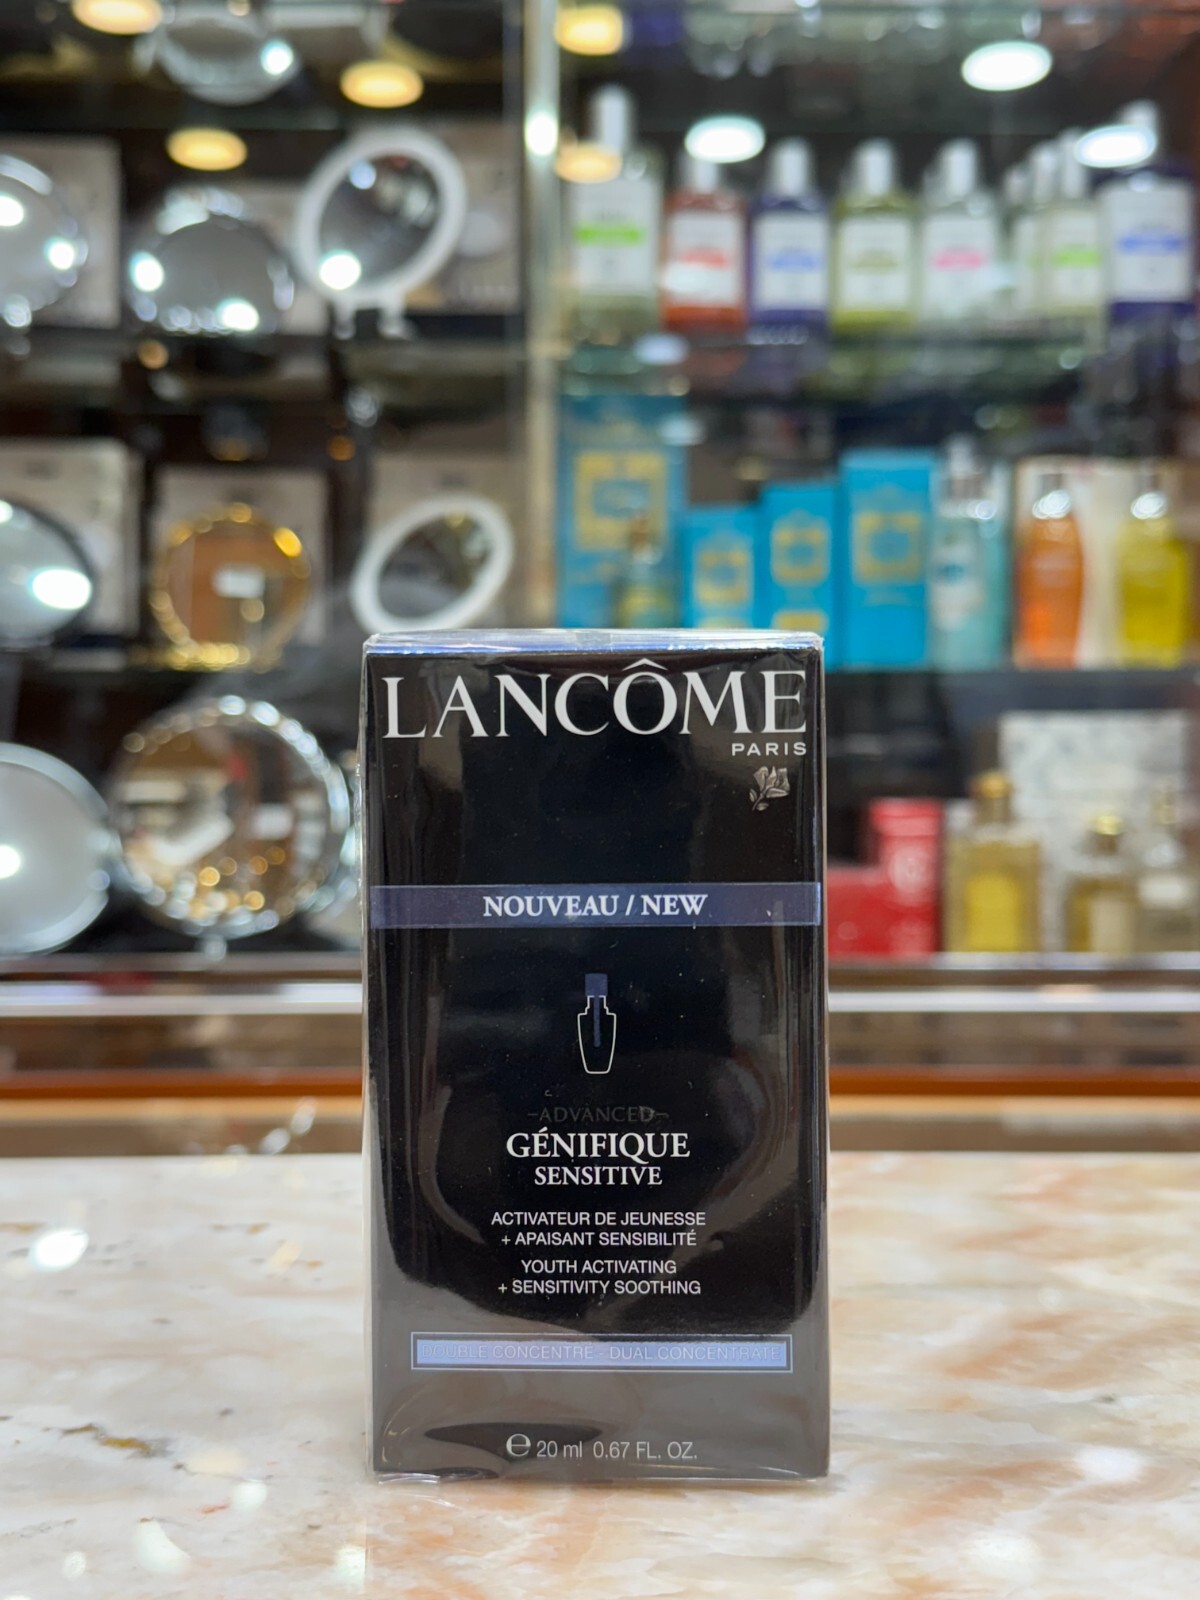 LANCÔME
PARIS
NOUVEAU / NEW
–ADVANCED–
GÉNIFIQUE
SENSITIVE
ACTIVATEUR DE JEUNESSE
+ APAISANT SENSIBILITÉ
YOUTH ACTIVATING
+ SENSITIVITY SOOTHING
DOUBLE CONCENTRÉ - DUAL CONCENTRATE
℮ 20 ml 0.67 FL. OZ.